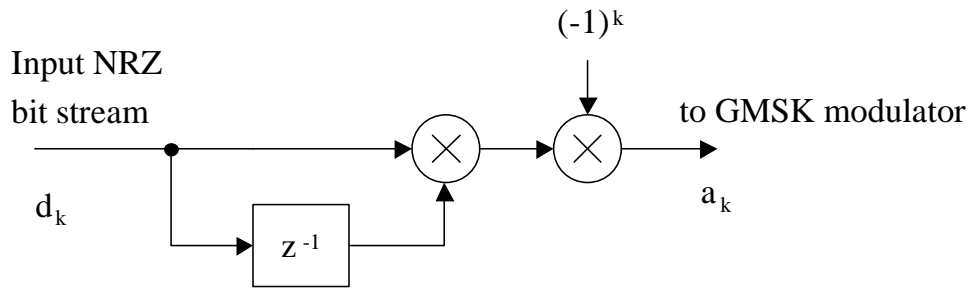 (-1)^k
Input NRZ
bit stream
to GMSK modulator
d_k
a_k
z^-1